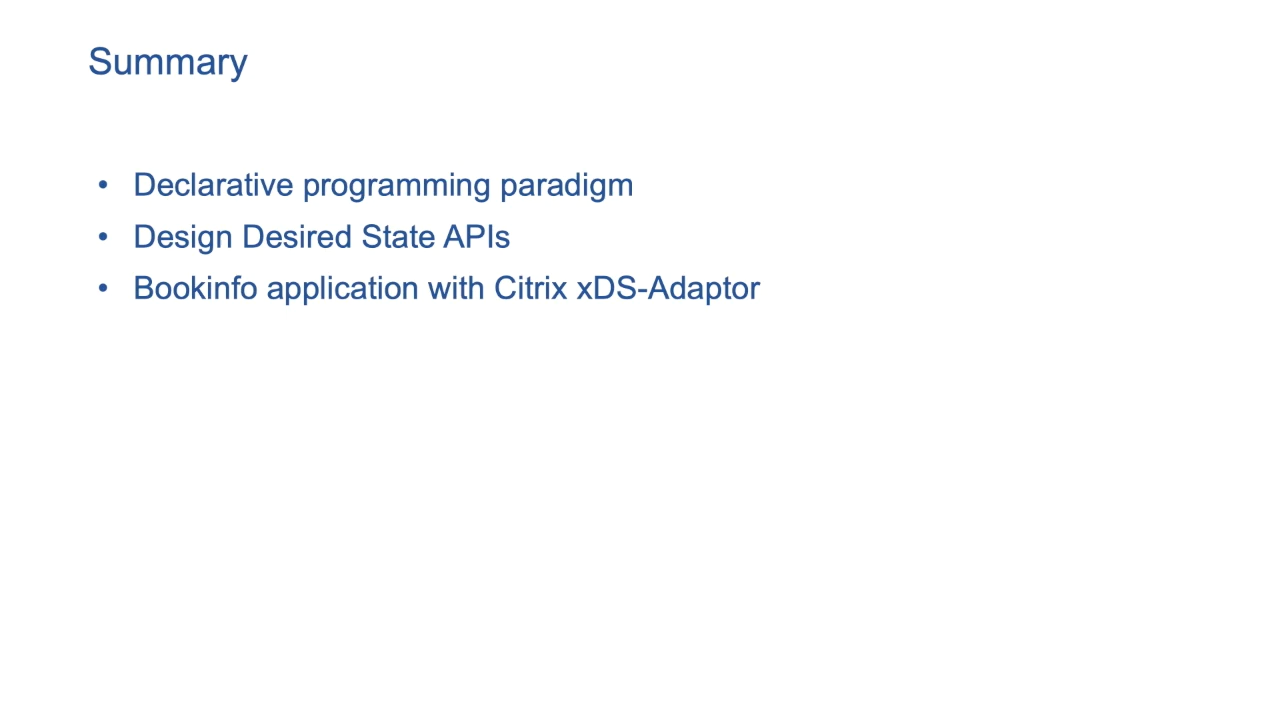 Summary
• Declarative programming paradigm
• Design Desired State APIs
• Bookinfo application with Citrix xDS-Adaptor